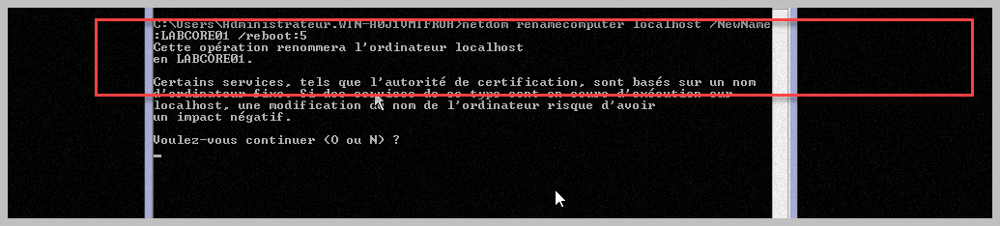 C:\Users\Administrateur.WIN-A0J1VMIFRUH>netdom renamecomputer localhost /NewName
:LABCORE01 /reboot:5
Cette opération renommera l'ordinateur localhost
en LABCORE01.
Certains services, tels que l'autorité de certification, sont basés sur un nom
d'ordinateur fixe. Si des services de ce type sont en cours d'exécution sur
localhost, une modification du nom de l'ordinateur risque d'avoir
un impact négatif.
Voulez-vous continuer (O ou N) ?